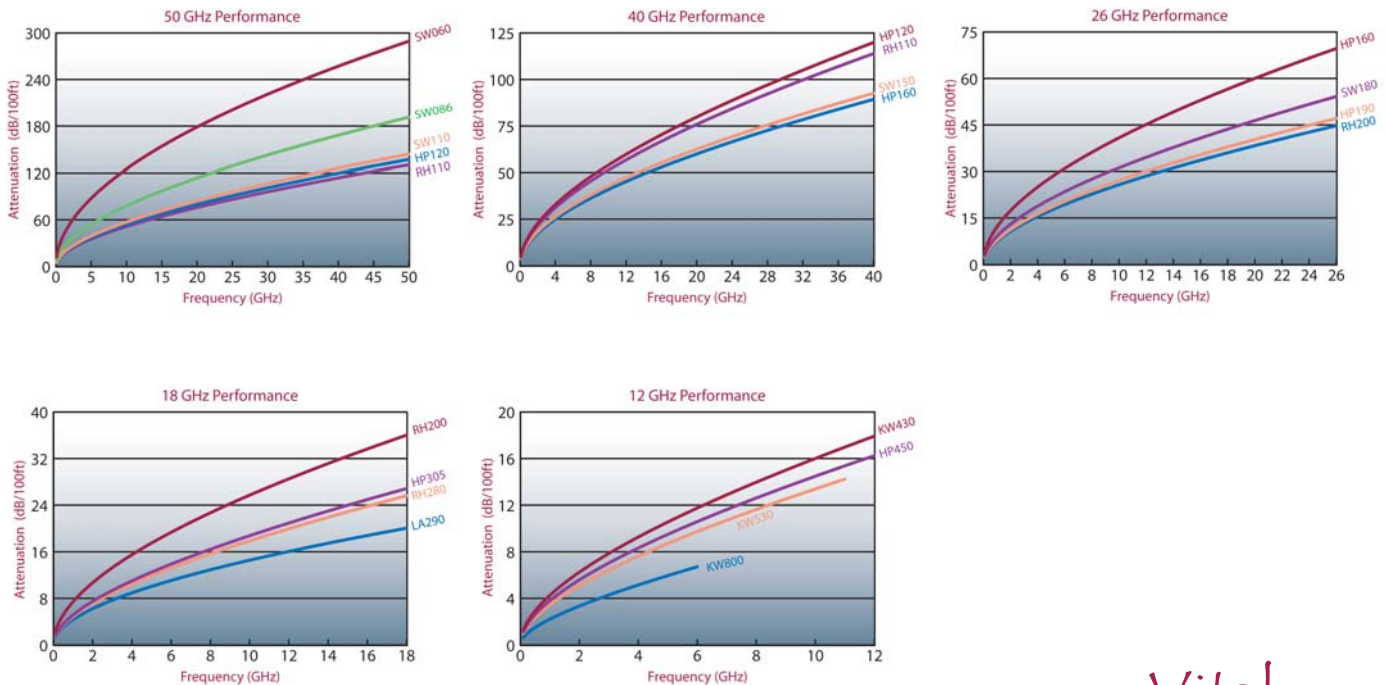 50 GHz Performance
Attenuation (dB/100ft)
300
240
180
120
60
0
0 5 10 15 20 25 30 35 40 45 50
Frequency (GHz)
SW060
SW086
SW110
HP120
RH110
40 GHz Performance
Attenuation (dB/100ft)
125
100
75
50
25
0
0 4 8 12 16 20 24 28 32 36 40
Frequency (GHz)
HP120
RH110
SW150
HP160
26 GHz Performance
Attenuation (dB/100ft)
75
60
45
30
15
0
0 2 4 6 8 10 12 14 16 18 20 22 24 26
Frequency (GHz)
HP160
SW180
HP190
RH200
18 GHz Performance
Attenuation (dB/100ft)
40
32
24
16
8
0
0 2 4 6 8 10 12 14 16 18
Frequency (GHz)
RH200
HP305
RH280
LA290
12 GHz Performance
Attenuation (dB/100ft)
20
16
12
8
4
0
0 2 4 6 8 10 12
Frequency (GHz)
KW430
HP450
KW530
KW800